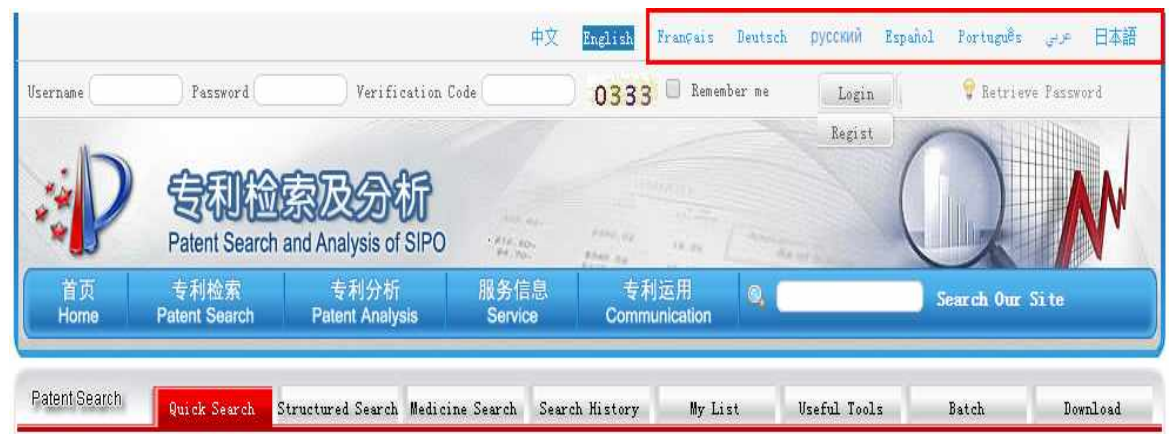 中文 English Français Deutsch русский Español Português عربي 日本語
Username Password Verification Code 0333 Remember me Login Retrieve Password
Regist
专利检索及分析
Patent Search and Analysis of SIPO
首页 专利检索 专利分析 服务信息 专利运用
Home Patent Search Patent Analysis Service Communication Search Our Site
Patent Search Quick Search Structured Search Medicine Search Search History My List Useful Tools Batch Download